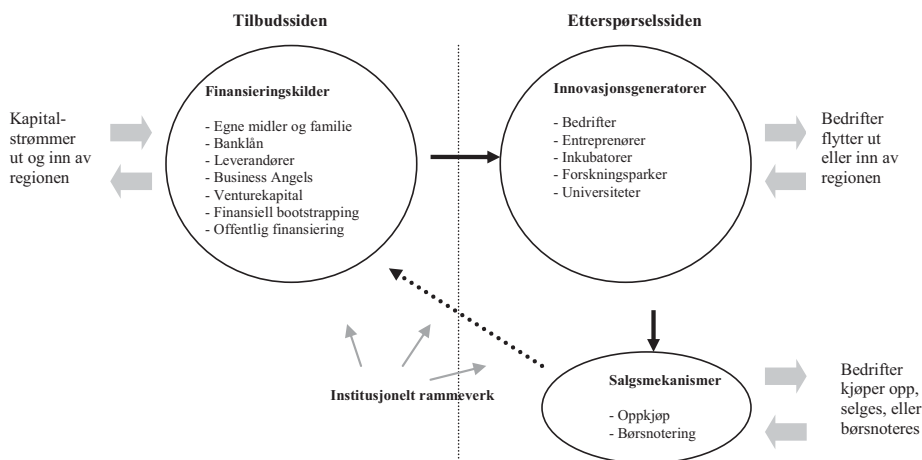 Tilbudssiden
Etterspørselssiden
Kapital-
strømmer
ut og inn av
regionen
Finansieringskilder
- Egne midler og familie
- Banklån
- Leverandører
- Business Angels
- Venturekapital
- Finansiell bootstrapping
- Offentlig finansiering
Innovasjonsgeneratorer
- Bedrifter
- Entreprenører
- Inkubatorer
- Forskningsparker
- Universiteter
Bedrifter
flytter ut
eller inn av
regionen
Institusjonelt rammeverk
Salgsmekanismer
- Oppkjøp
- Børsnotering
Bedrifter
kjøper opp,
selges, eller
børsnoteres